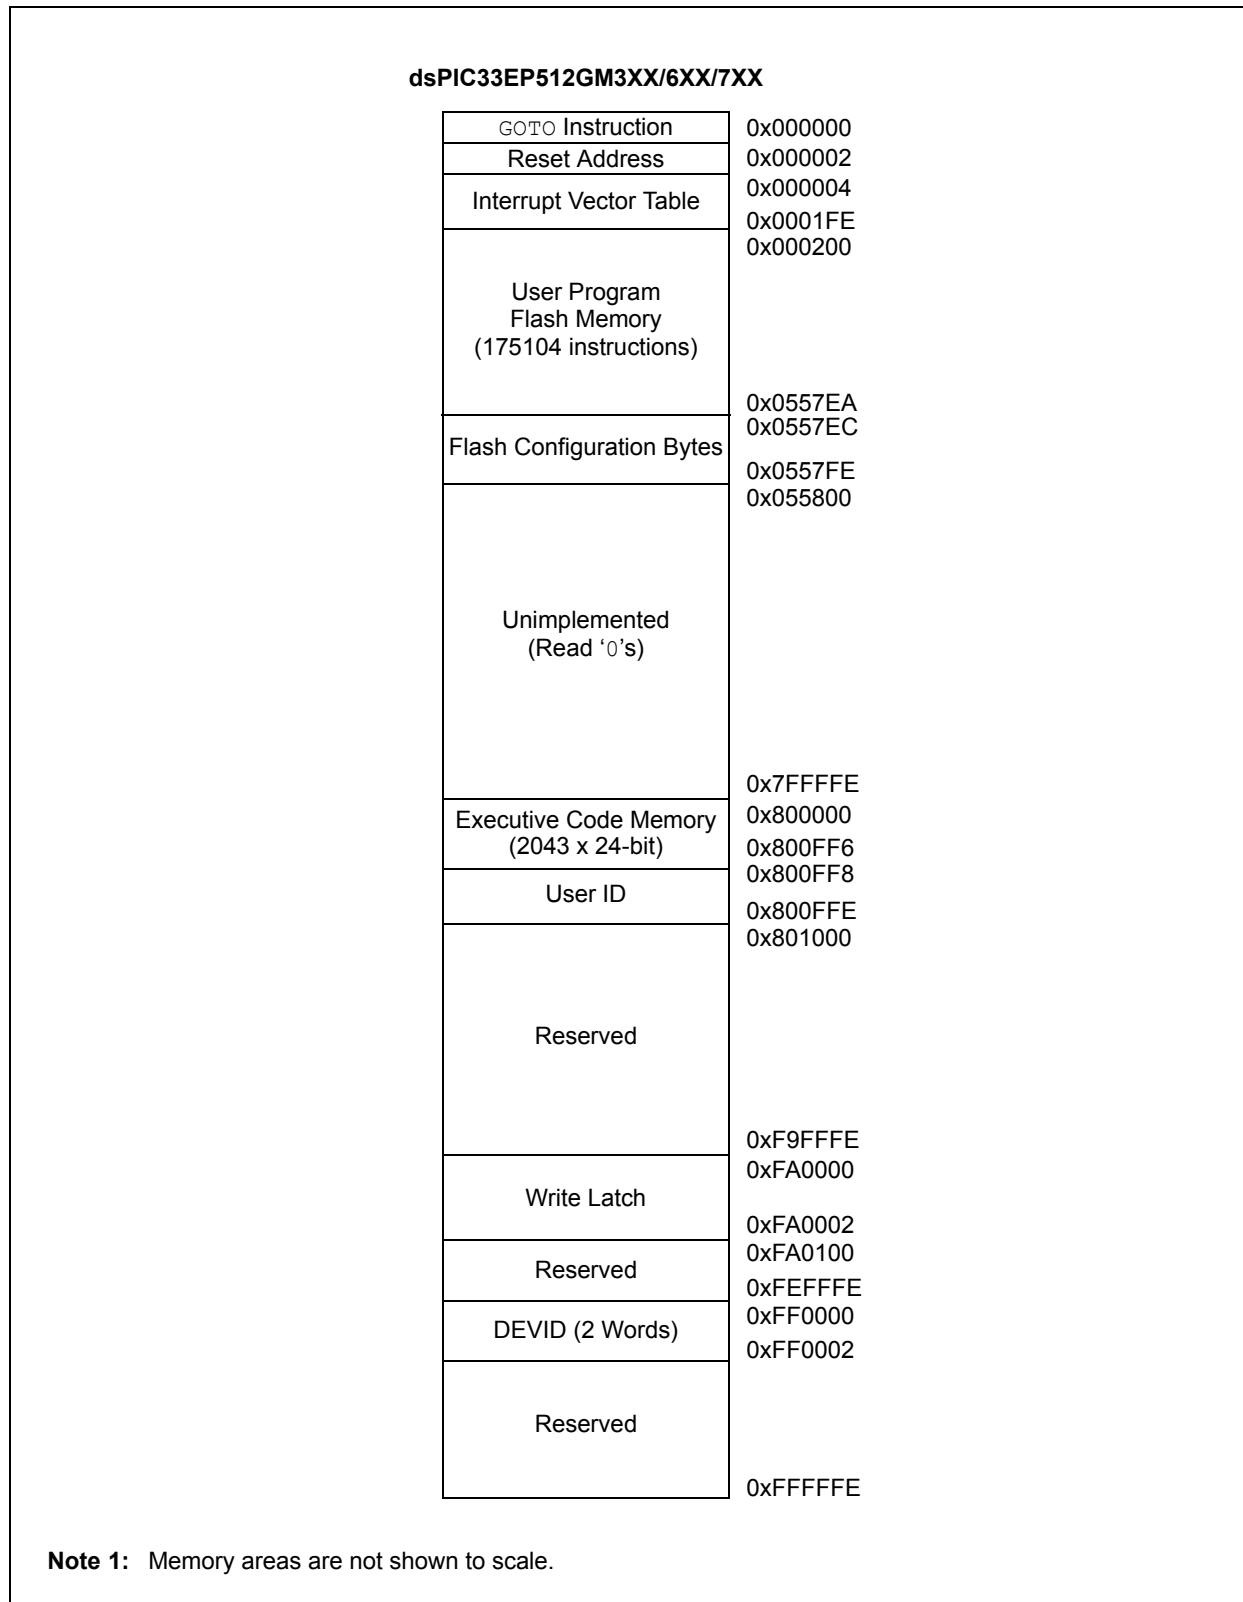 dsPIC33EP512GM3XX/6XX/7XX
GOTO Instruction 0x000000
Reset Address 0x000002
Interrupt Vector Table
0x000004
0x0001FE
User Program
Flash Memory
(175104 instructions)
0x000200
0x0557EA
Flash Configuration Bytes
0x0557EC
0x0557FE
Unimplemented
(Read ‘0’s)
0x055800
0x7FFFFE
Executive Code Memory
(2043 x 24-bit)
0x800000
0x800FF6
User ID
0x800FF8
0x800FFE
Reserved
0x801000
0xF9FFFE
Write Latch
0xFA0000
0xFA0002
Reserved
0xFA0100
0xFEFFFE
DEVID (2 Words)
0xFF0000
0xFF0002
Reserved
0xFFFFFE
Note 1: Memory areas are not shown to scale.